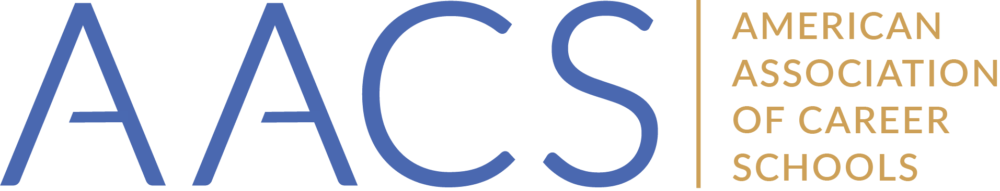 AACS
AMERICAN
ASSOCIATION
OF CAREER
SCHOOLS